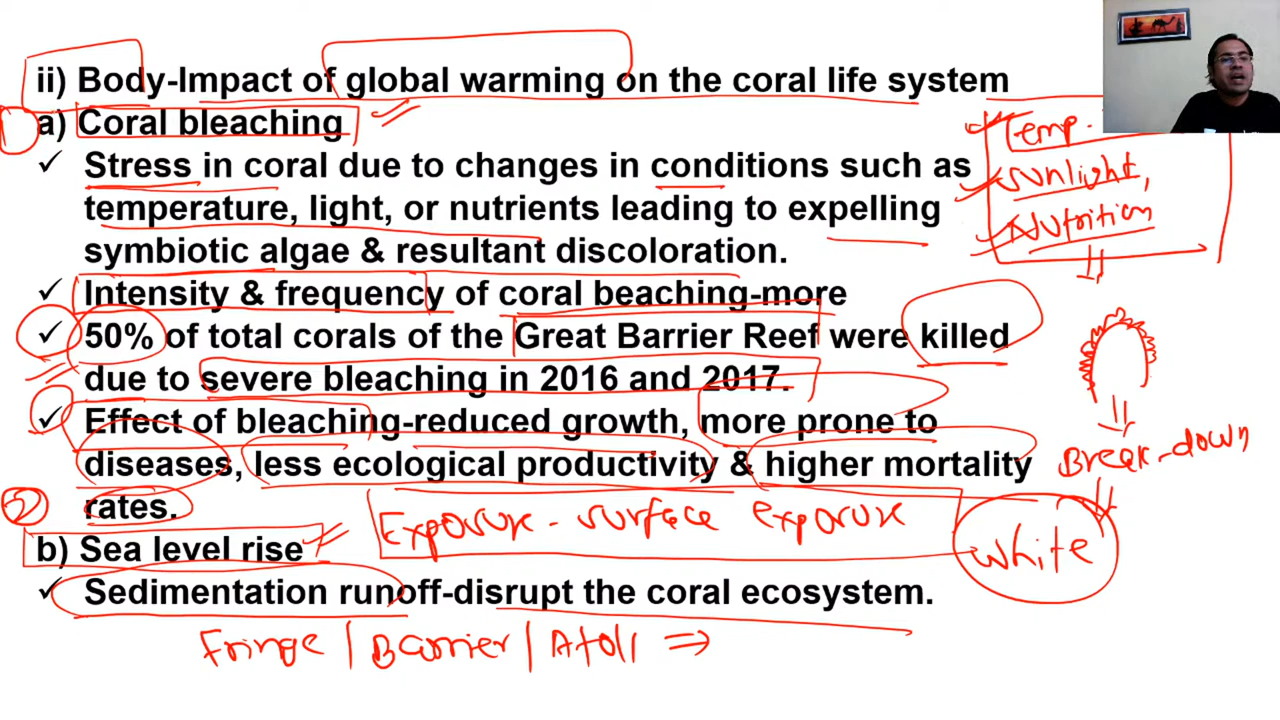 ii) Body-Impact of global warming on the coral life system
a) Coral bleaching
Temp.
✓ Stress in coral due to changes in conditions such as
sunlight,
temperature, light, or nutrients leading to expelling
Nutrition
symbiotic algae & resultant discoloration.
✓ Intensity & frequency of coral beaching-more
✓ 50% of total corals of the Great Barrier Reef were killed
due to severe bleaching in 2016 and 2017.
✓ Effect of bleaching-reduced growth, more prone to
diseases, less ecological productivity & higher mortality
Break-down
rates.
Exposure - surface exposure
white
b) Sea level rise
✓ Sedimentation runoff-disrupt the coral ecosystem.
Fringe | Barrier | Atoll ⇒